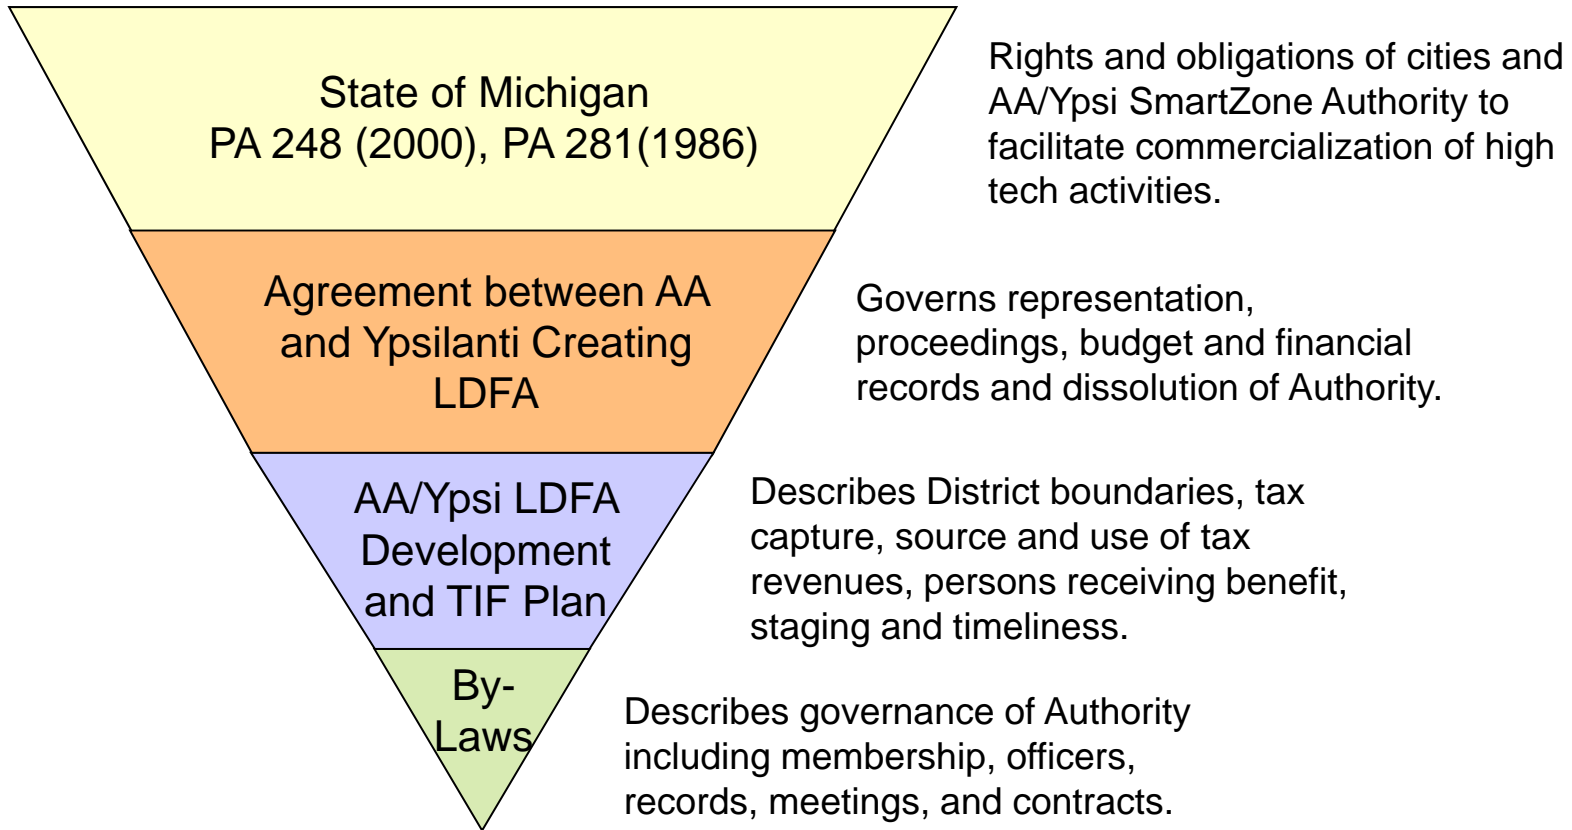 State of Michigan
PA 248 (2000), PA 281(1986)
Rights and obligations of cities and
AA/Ypsi SmartZone Authority to
facilitate commercialization of high
tech activities.
Agreement between AA
and Ypsilanti Creating
LDFA
Governs representation,
proceedings, budget and financial
records and dissolution of Authority.
AA/Ypsi LDFA
Development
and TIF Plan
Describes District boundaries, tax
capture, source and use of tax
revenues, persons receiving benefit,
staging and timeliness.
By-
Laws
Describes governance of Authority
including membership, officers,
records, meetings, and contracts.